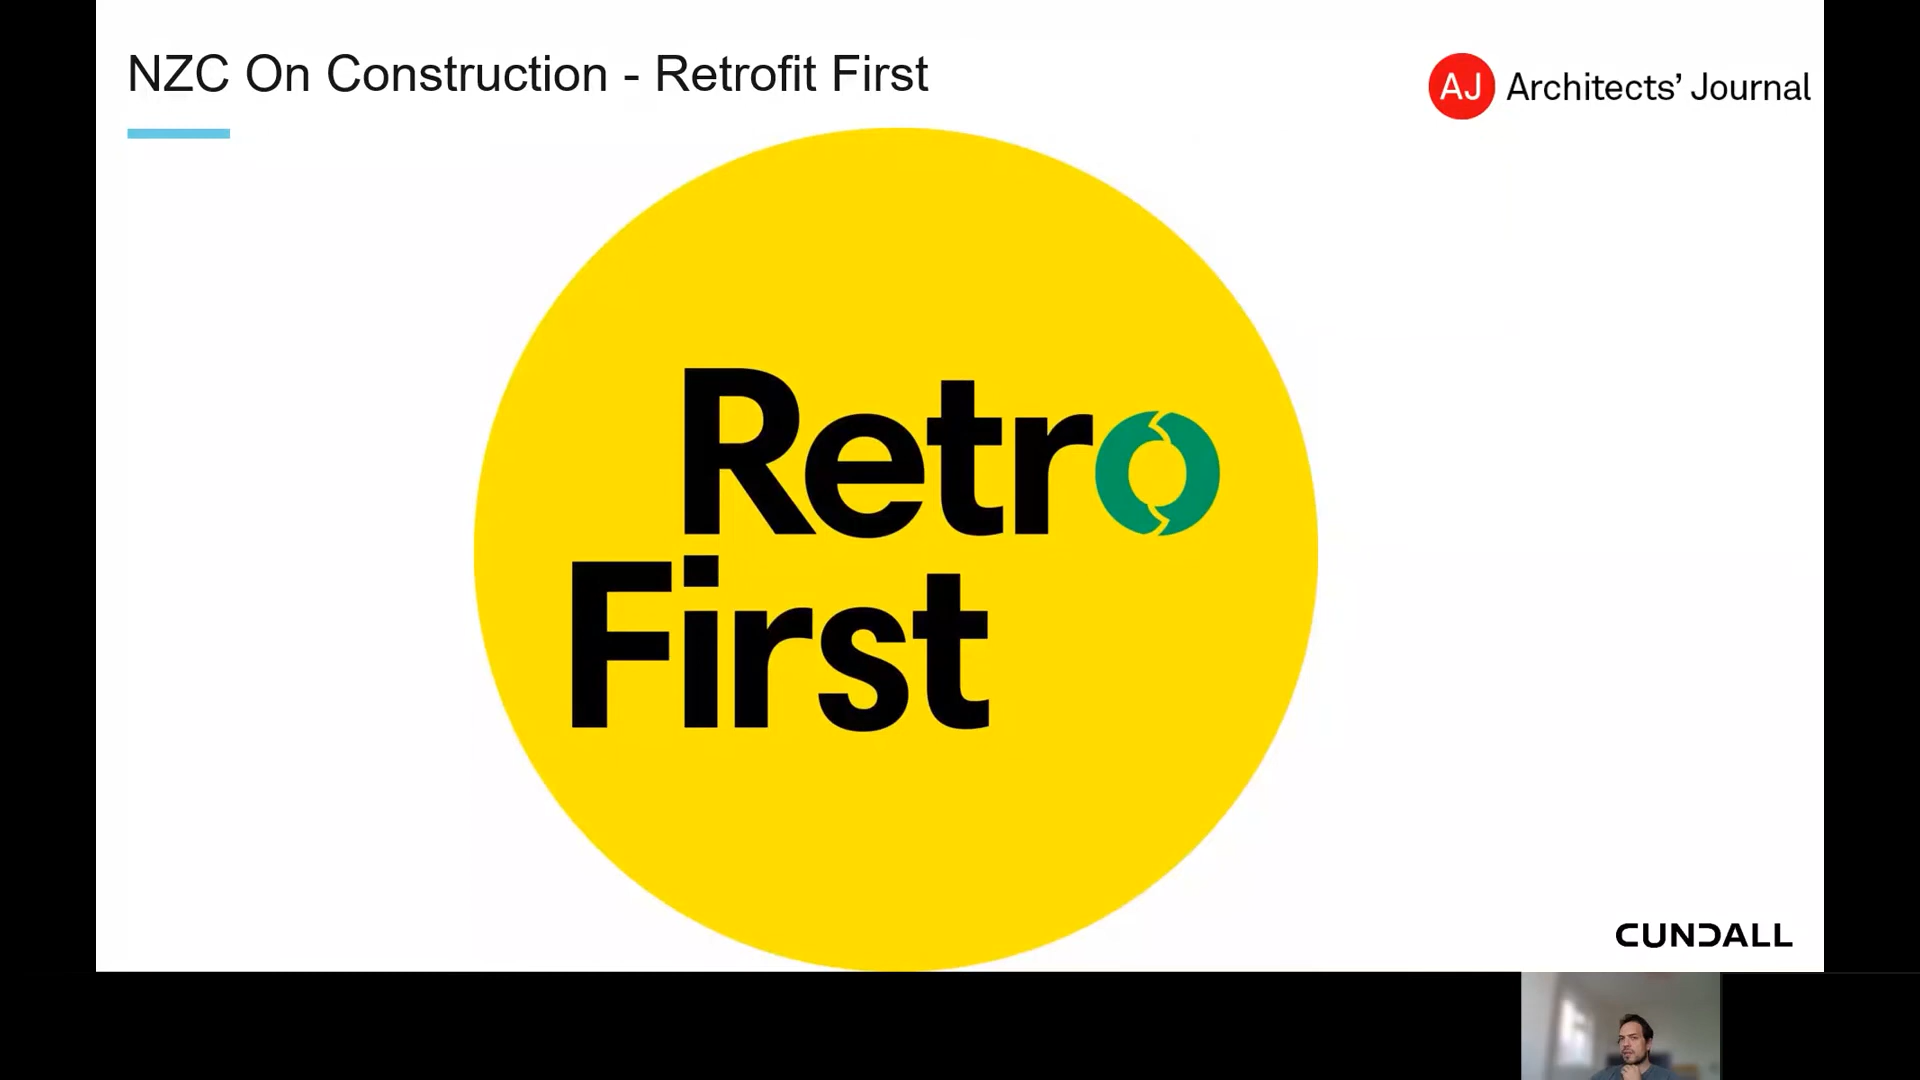 NZC On Construction - Retrofit First
AJ Architects' Journal
Retro
First
CUNDALL